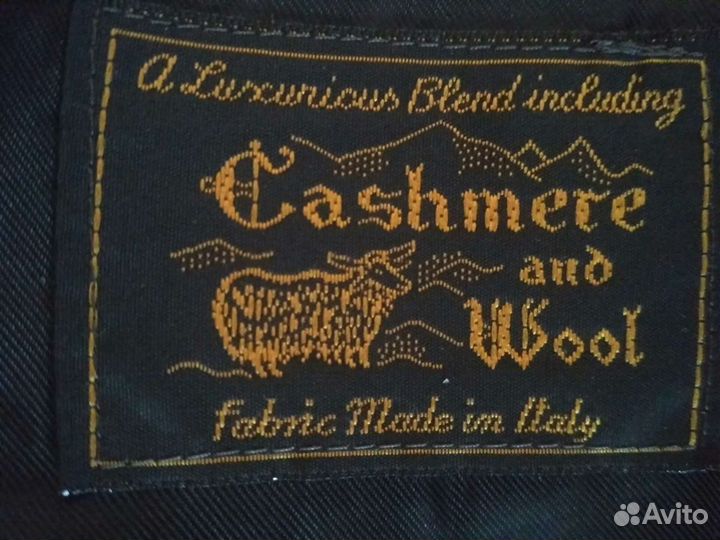 A Luxurious Blend including
Cashmere
and
Wool
Fabric Made in Italy
Avito